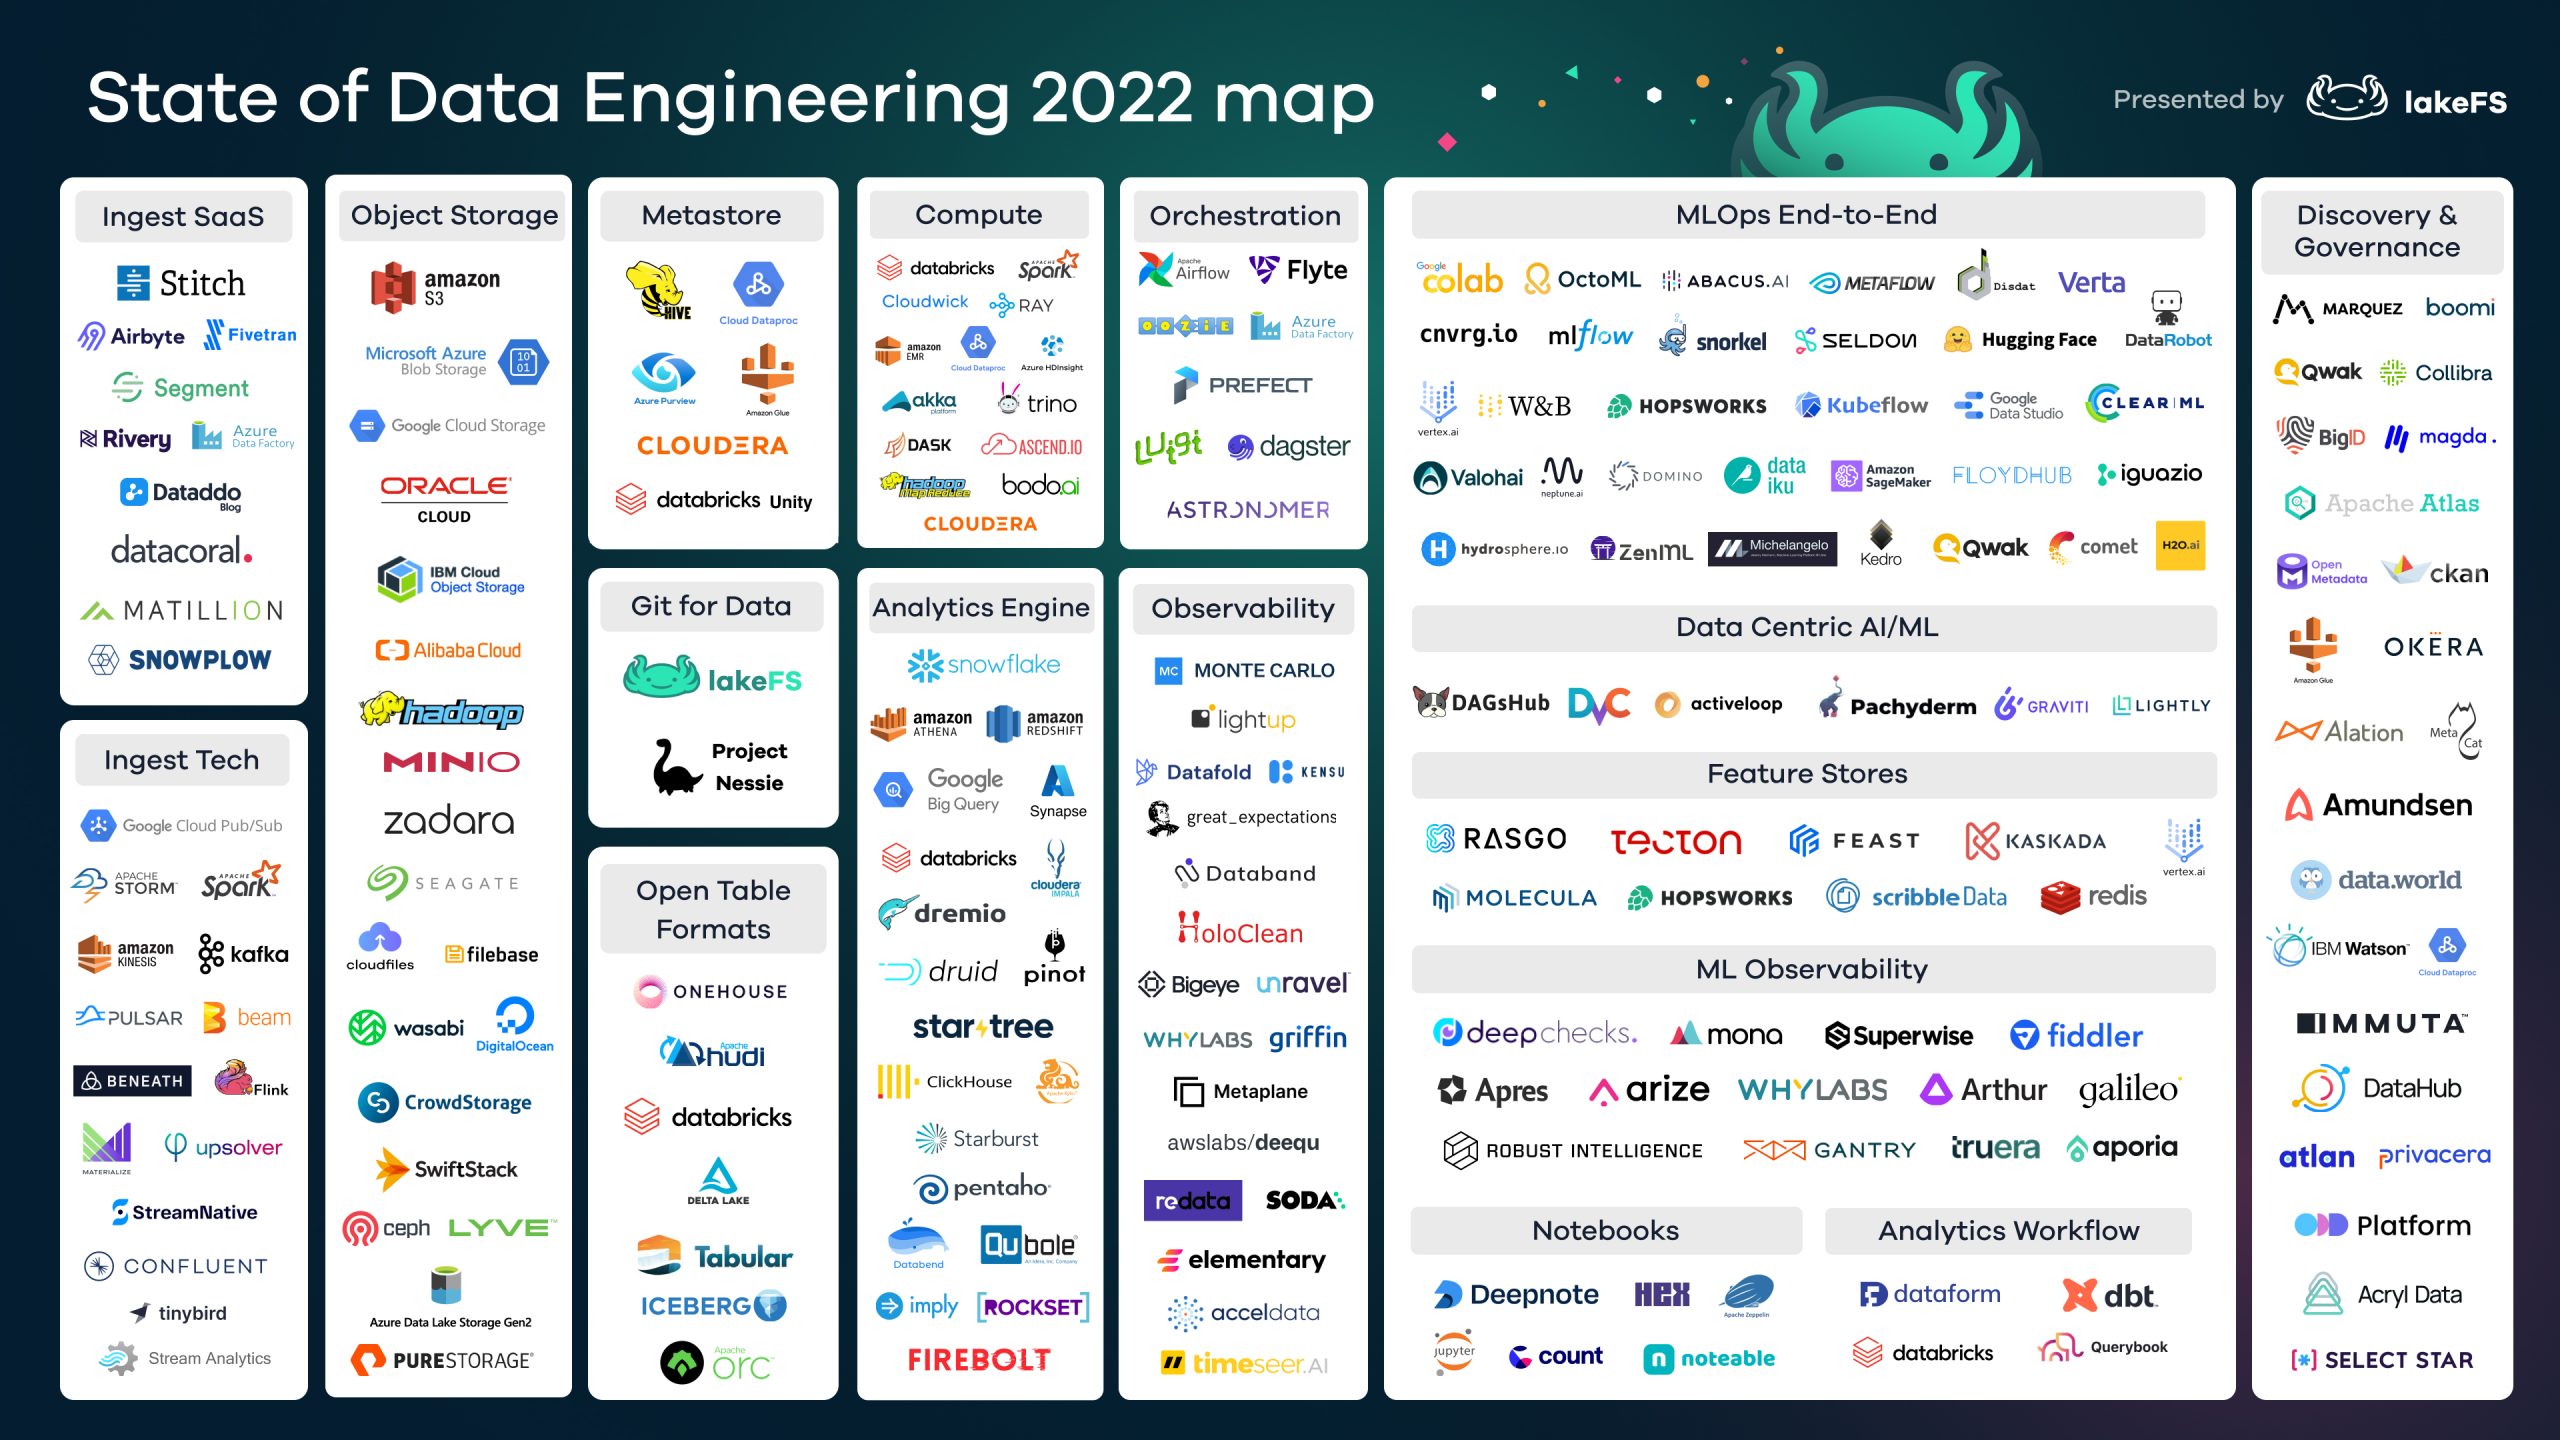 State of Data Engineering 2022 map
Presented by lakeFS
Ingest SaaS
Stitch
Airbyte Fivetran
Segment
Rivery Azure Data Factory
Dataddo Blog
datacoral.
MATILLION
SNOWPLOW
Ingest Tech
Google Cloud Pub/Sub
APACHE STORM APACHE Spark
amazon KINESIS kafka
PULSAR beam
BENEATH Flink
MATERIALIZE upsolver
StreamNative
CONFLUENT
tinybird
Stream Analytics
Object Storage
amazon S3
Microsoft Azure Blob Storage 10 01
Google Cloud Storage
ORACLE CLOUD
IBM Cloud Object Storage
Alibaba Cloud
hadoop
MINIO
zadara
SEAGATE
cloudfiles filebase
wasabi DigitalOcean
CrowdStorage
SwiftStack
ceph LYVE™
Azure Data Lake Storage Gen2
PURESTORAGE®
Metastore
HIVE Cloud Dataproc
Azure Purview Amazon Glue
CLOUDERA
databricks Unity
Git for Data
lakeFS
Project Nessie
Open Table Formats
ONEHOUSE
Apache hudi
databricks
DELTA LAKE
Tabular
ICEBERG
Apache orc™
Compute
databricks APACHE Spark
Cloudwick RAY
amazon EMR Cloud Dataproc Azure HDInsight
akka platform trino
DASK ASCEND.IO
hadoop Map Reduce bodo.ai
CLOUDERA
Analytics Engine
snowflake
amazon ATHENA amazon REDSHIFT
Google Big Query Synapse
databricks cloudera IMPALA
dremio
druid pinot
startree
ClickHouse
Starburst
pentaho®
Databend Qubole
imply [ROCKSET]
FIREBOLT
Orchestration
Apache Airflow Flyte
OOZIE Azure Data Factory
PREFECT
LUigi dagster
ASTRONOMER
Observability
MC MONTE CARLO
lightup
Datafold KENSU
great_expectations
Databand
HoloClean
Bigeye unravel
WHYLABS griffin
Metaplane
awslabs/deequ
redata SODA
elementary
acceldata
timeseer.AI
MLOps End-to-End
Google colab OctoML ABACUS.AI METAFLOW Disdat Verta
cnvrg.io mlflow snorkel SELDON Hugging Face DataRobot
vertex.ai W&B HOPSWORKS Kubeflow Google Data Studio CLEAR|ML
Valohai neptune.ai DOMINO data iku Amazon SageMaker FLOYDHUB iguazio
H hydrosphere.io ZenML Michelangelo Kedro Qwak comet H2O.ai
Data Centric AI/ML
DAGsHub DVC activeloop Pachyderm GRAVITI LIGHTLY
Feature Stores
RASGO TECTON FEAST KASKADA vertex.ai
MOLECULA HOPSWORKS scribbleData redis
ML Observability
deepchecks. mona Superwise fiddler
Apres arize WHYLABS Arthur galileo
ROBUST INTELLIGENCE GANTRY truera aporia
Notebooks
Deepnote HEX Apache Zeppelin
jupyter count noteable
Analytics Workflow
dataform dbt
databricks Querybook
Discovery &
Governance
MARQUEZ boomi
Qwak Collibra
BigID magda.
Apache Atlas
Open Metadata ckan
Amazon Glue OKERA
Alation Meta Cat
Amundsen
data.world
IBM Watson™ Cloud Dataproc
IMMUTA™
DataHub
atlan privacera
Platform
Acryl Data
[*] SELECT STAR